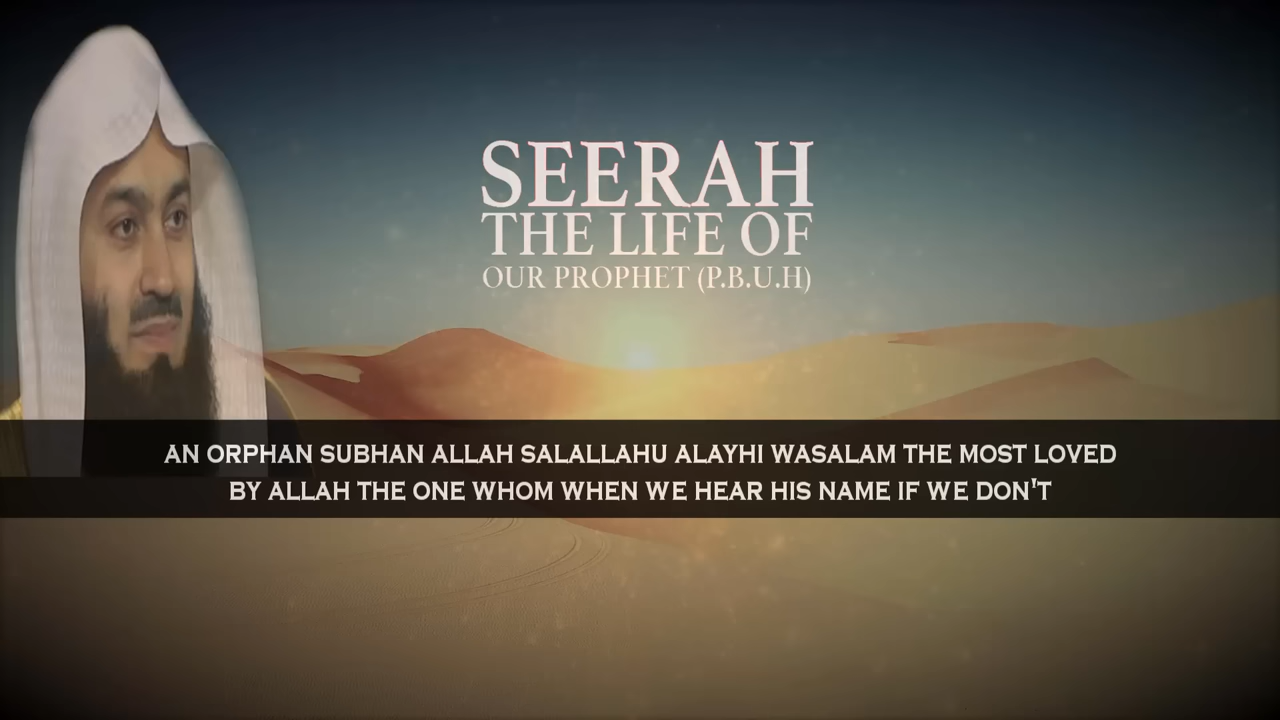 SEERAH
THE LIFE OF
OUR PROPHET (P.B.U.H)
AN ORPHAN SUBHAN ALLAH SALALLAHU ALAYHI WASALAM THE MOST LOVED
BY ALLAH THE ONE WHOM WHEN WE HEAR HIS NAME IF WE DON'T